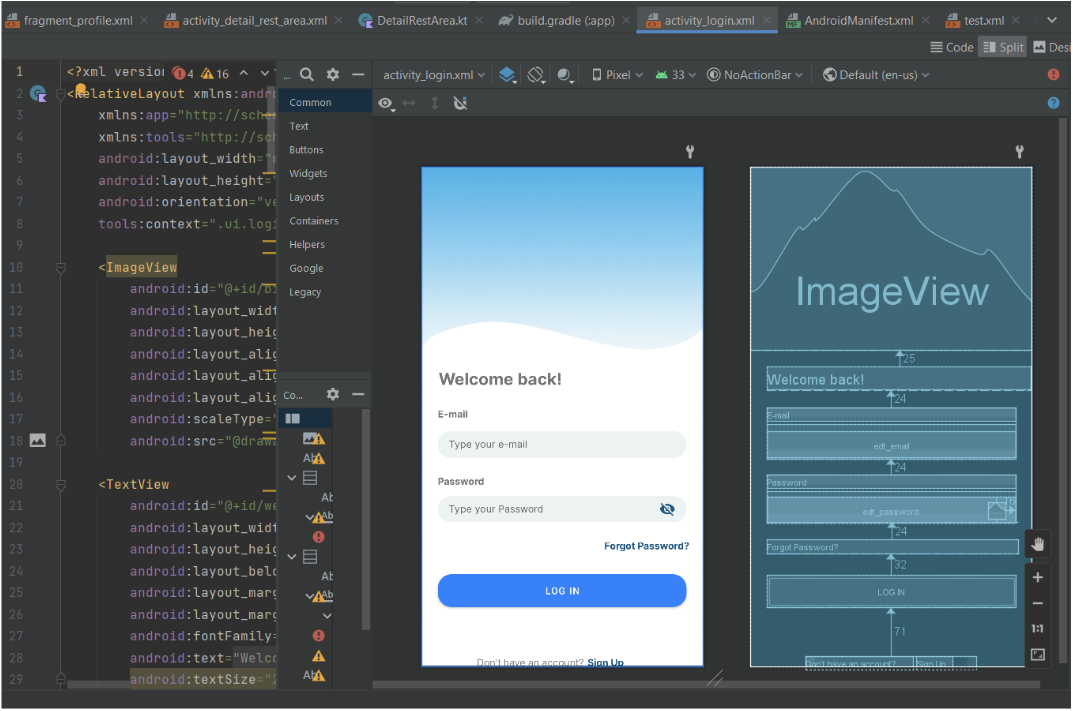 fragment_profile.xml activity_detail_rest_area.xml DetailRestArea.kt build.gradle (:app) activity_login.xml AndroidManifest.xml test.xml
Code Split Desi
1 <?xml version 4 16
2 <RelativeLayout xmlns:andro
3 xmlns:app="http://sche
4 xmlns:tools="http://sc
5 android:layout_width="
6 android:layout_height="
7 android:orientation="ve
8 tools:context=".ui.logi
9
10 <ImageView
11 android:id="@+id/b
12 android:layout_widt
13 android:layout_heig
14 android:layout_alig
15 android:layout_alig
16 android:layout_alig
17 android:scaleType="
18 android:src="@drawa
19
20 <TextView
21 android:id="@+id/we
22 android:layout_widt
23 android:layout_heig
24 android:layout_belo
25 android:layout_marg
26 android:layout_marg
27 android:fontFamily=
28 android:text="Welco
29 android:textSize="2
...
Common
Text
Buttons
Widgets
Layouts
Containers
Helpers
Google
Legacy
Co...
Ab
Ab
Ab
Ab
Ab
Ab
activity_login.xml Pixel 33 NoActionBar Default (en-us)
Welcome back!
E-mail
Type your e-mail
Password
Type your Password
Forgot Password?
LOG IN
Don't have an account? Sign Up
ImageView
25
Welcome back!
24
E-mail
edt_email
24
Password
edt_password
24
Forgot Password?
32
LOG IN
71
Don't have an account? Sign Up
1:1